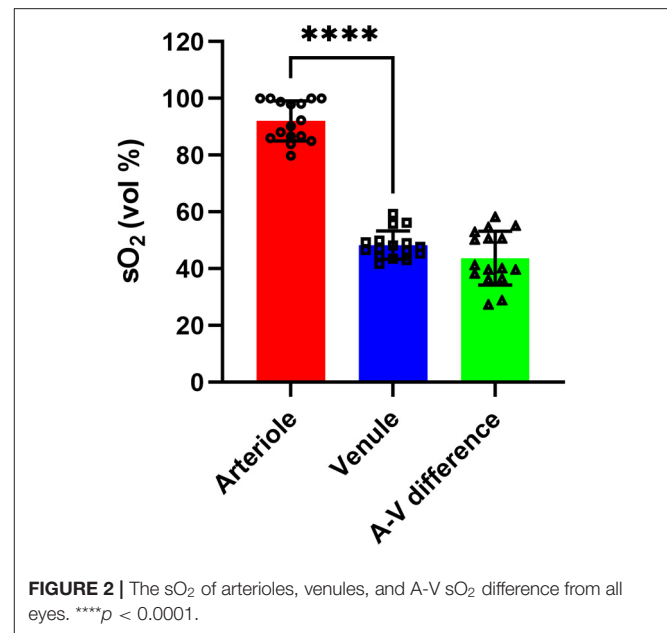 ****
120
100
80
60
40
20
0
sO₂ (vol %)
Arteriole
Venule
A-V difference
FIGURE 2 | The sO₂ of arterioles, venules, and A-V sO₂ difference from all
eyes. ****p < 0.0001.